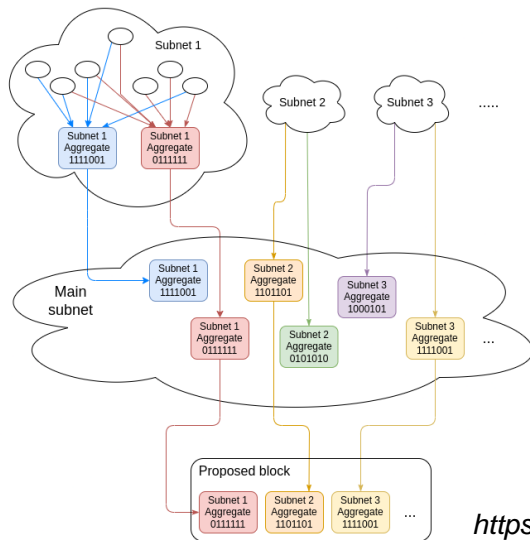 Subnet 1
Subnet 1
Aggregate
1111001
Subnet 1
Aggregate
0111111
Subnet 2
Subnet 3
.....
Main
subnet
Subnet 1
Aggregate
1111001
Subnet 2
Aggregate
1101101
Subnet 3
Aggregate
1000101
Subnet 1
Aggregate
0111111
Subnet 2
Aggregate
0101010
Subnet 3
Aggregate
1111001
...
Proposed block
Subnet 1
Aggregate
0111111
Subnet 2
Aggregate
1101101
Subnet 3
Aggregate
1111001
...
https